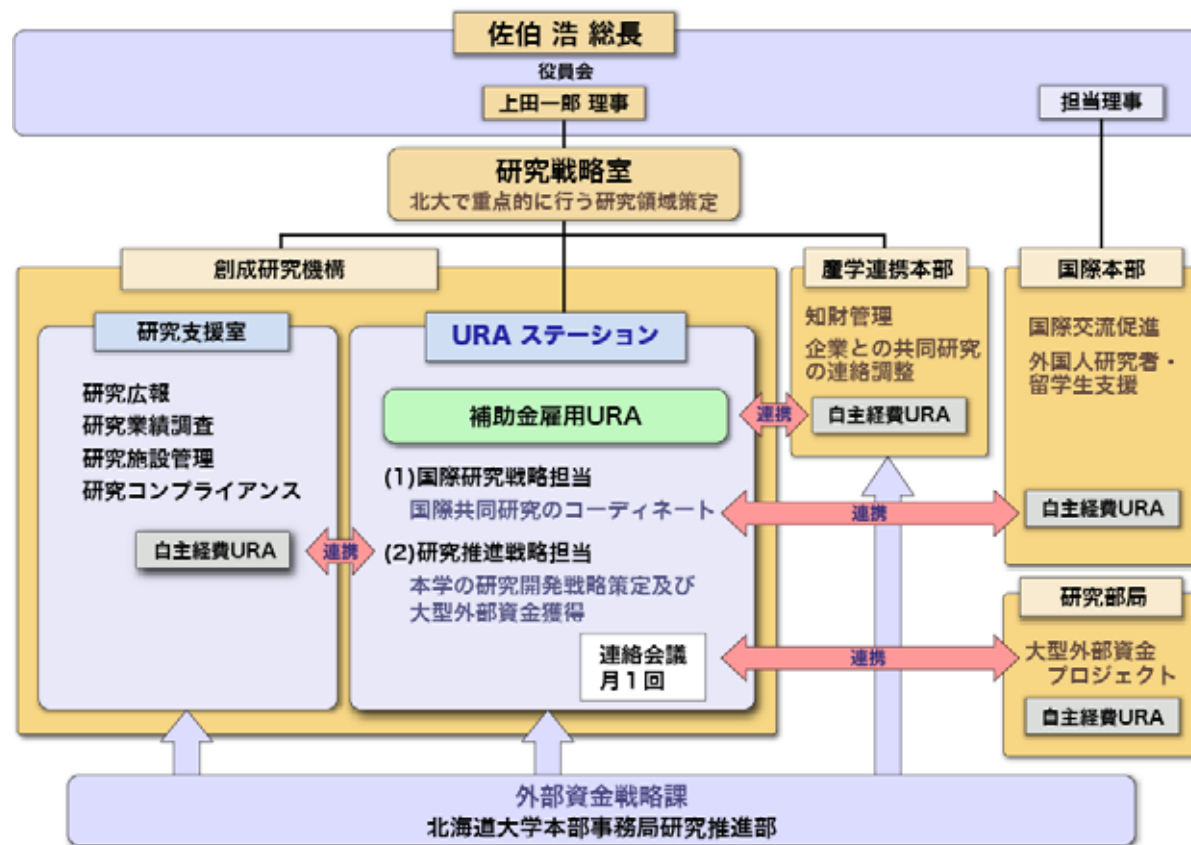 佐伯 浩 総長
役員会
上田一郎 理事
担当理事
研究戦略室
北大で重点的に行う研究領域策定
創成研究機構
研究支援室
研究広報
研究業績調査
研究施設管理
研究コンプライアンス
自主経費URA
連携
URA ステーション
補助金雇用URA
(1)国際研究戦略担当
国際共同研究のコーディネート
(2)研究推進戦略担当
本学の研究開発戦略策定及び
大型外部資金獲得
連絡会議
月1回
連携
連携
連携
産学連携本部
知財管理
企業との共同研究
の連絡調整
自主経費URA
国際本部
国際交流促進
外国人研究者・
留学生支援
自主経費URA
研究部局
大型外部資金
プロジェクト
自主経費URA
外部資金戦略課
北海道大学本部事務局研究推進部